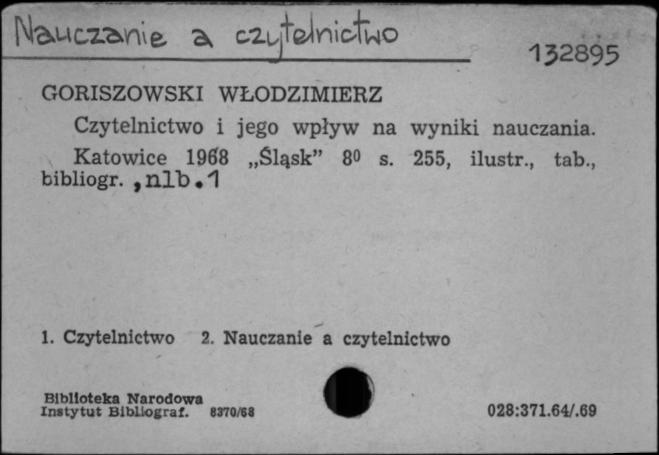 Nauczanie a czytelnictwo
132895
GORISZOWSKI WŁODZIMIERZ
Czytelnictwo i jego wpływ na wyniki nauczania.
Katowice 1968 „Śląsk” 8⁰ s. 255, ilustr., tab.,
bibliogr. ,nlb.1
1. Czytelnictwo 2. Nauczanie a czytelnictwo
Biblioteka Narodowa
Instytut Bibliograf. 8370/68
028:371.64/.69